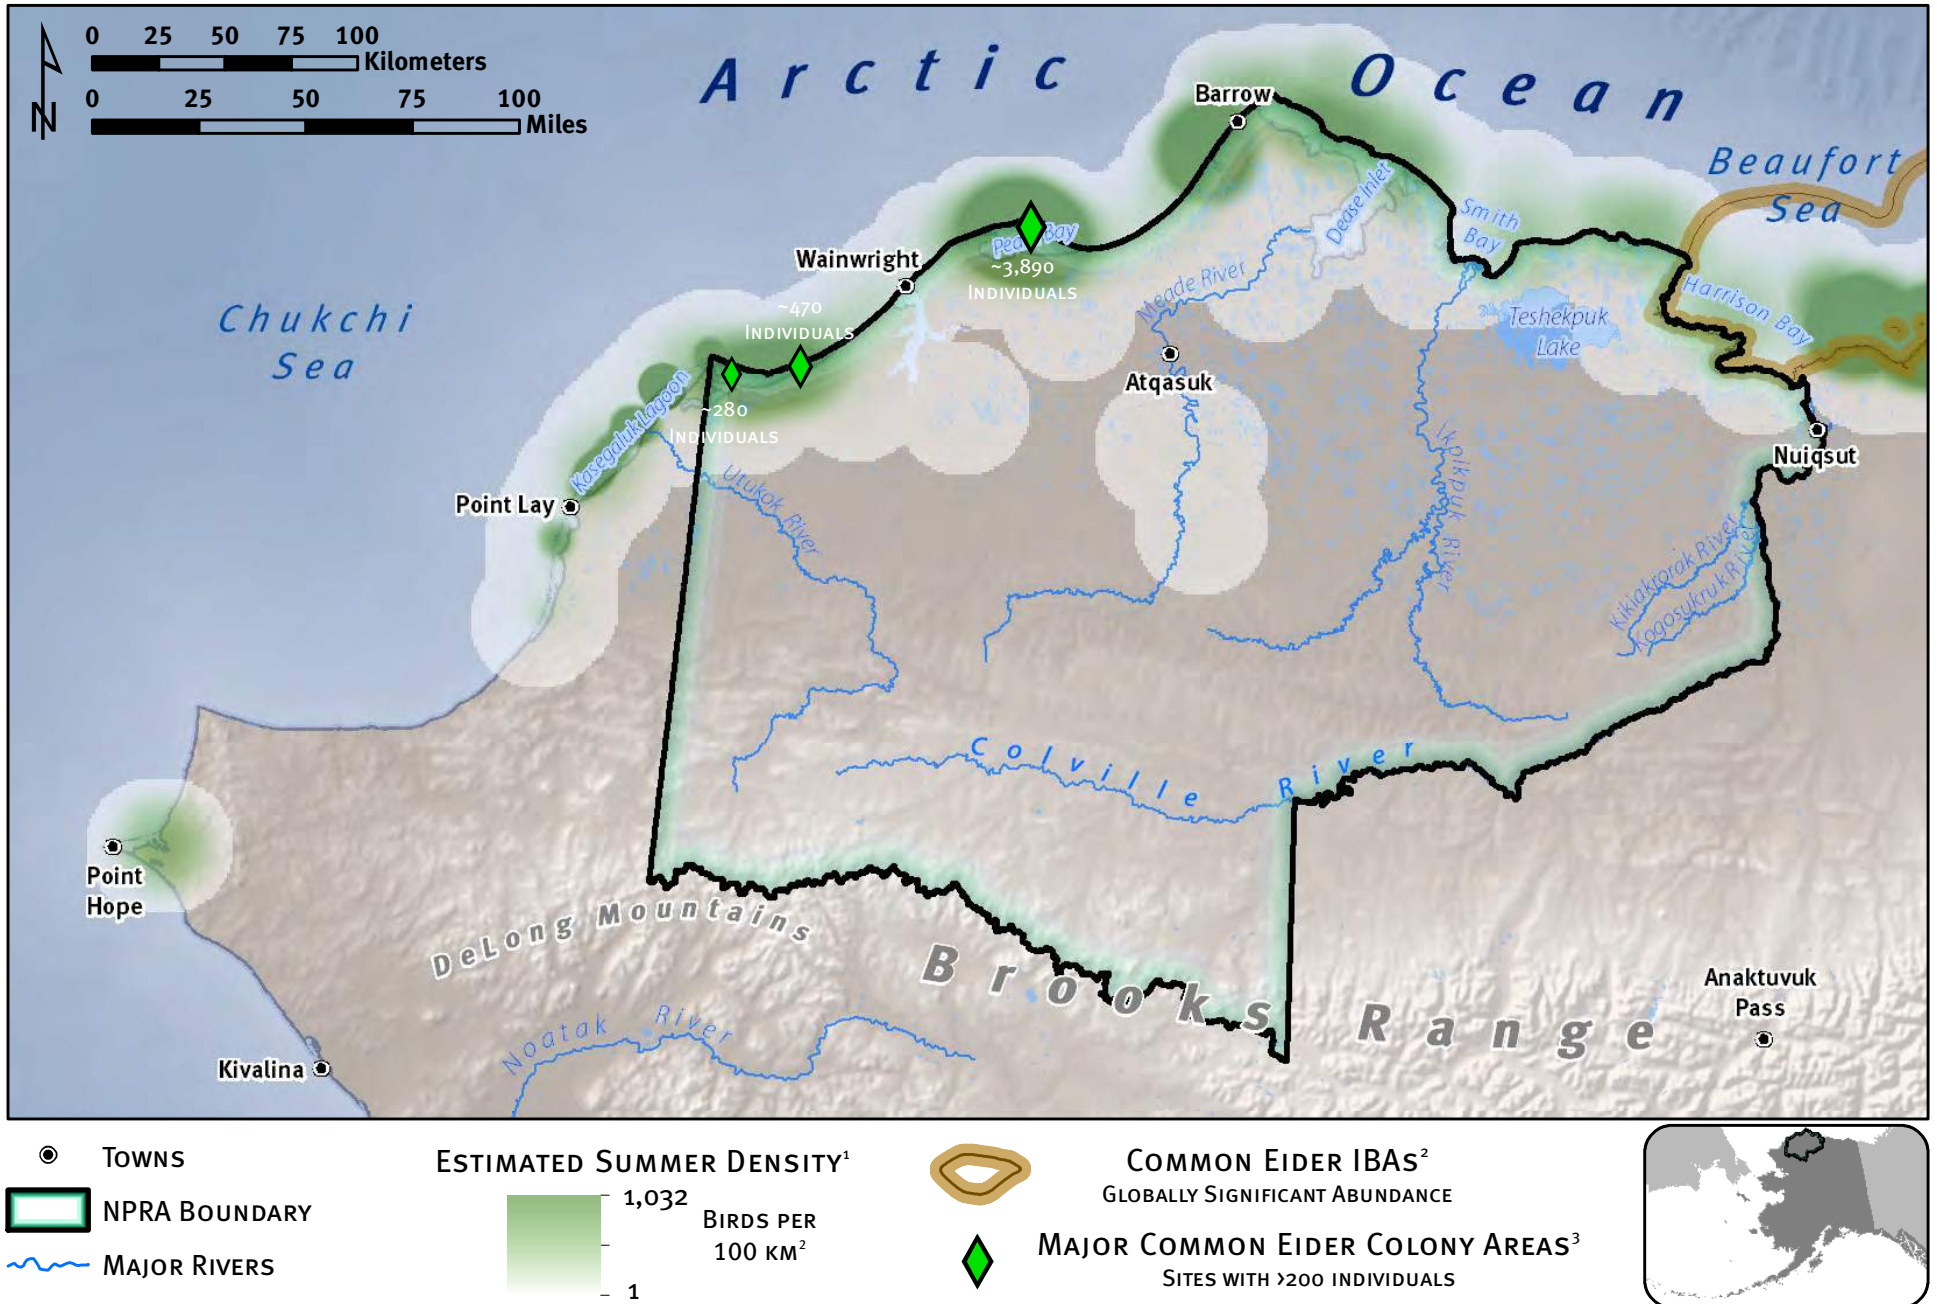 0 25 50 75 100
Kilometers
0 25 50 75 100
Miles
N
Arctic Ocean
Barrow
Beaufort
Sea
Chukchi
Sea
Wainwright
Peard Bay
~3,890
Individuals
~470
Individuals
~280
Individuals
Dease Inlet
Smith
Bay
Meade River
Teshekpuk
Lake
Harrison Bay
Atqasuk
Nuiqsut
Kasegaluk Lagoon
Point Lay
Utukok River
Ikpikpuk River
Kikiakrorak River
Kogosukruk River
Colville River
Point
Hope
DeLong Mountains
Brooks Range
Anaktuvuk
Pass
Noatak River
Kivalina
Towns
NPRA Boundary
Major Rivers
Estimated Summer Density¹
1,032
1
Birds per
100 km²
Common Eider IBAs²
Globally Significant Abundance
Major Common Eider Colony Areas³
Sites with >200 individuals